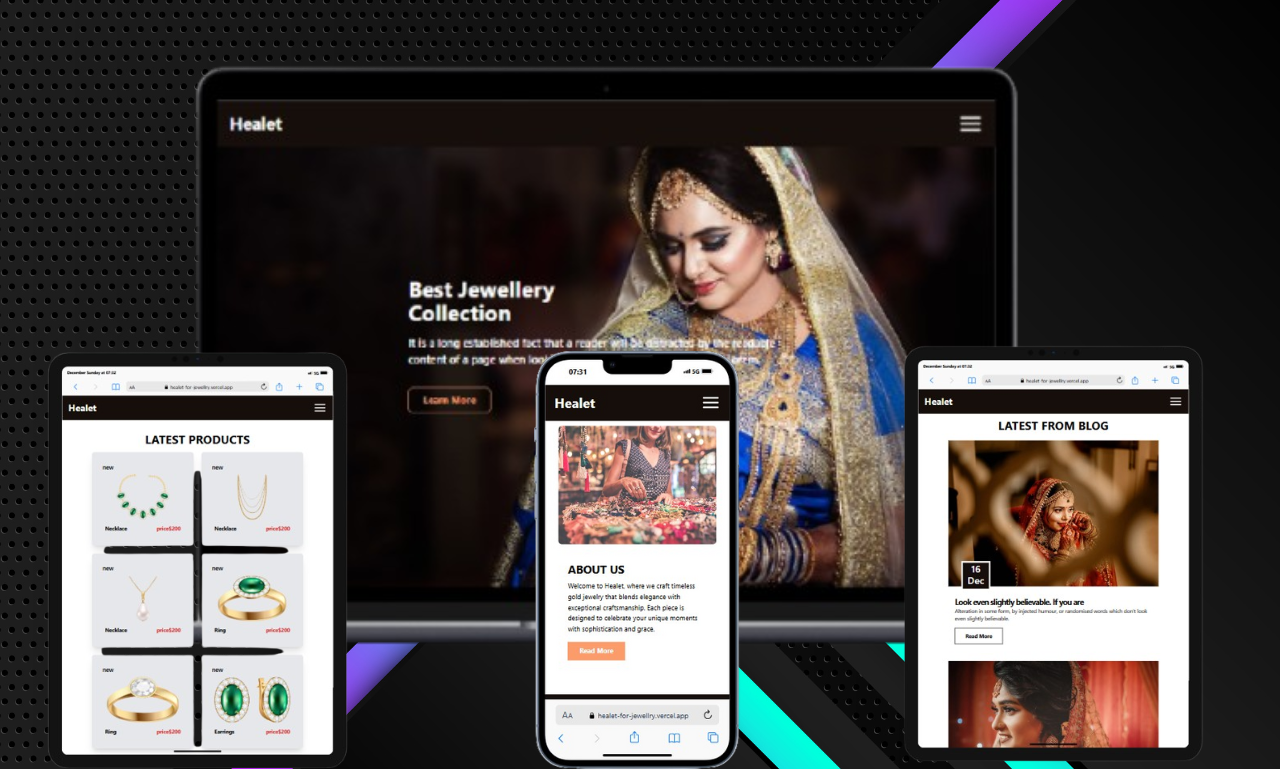 Healet
Best Jewellery
Collection
It is a long established fact that a reader will be distracted by the readable
content of a page when
Learn More
December Sunday at 07:32
5G
AA
healet-for-jewellry.vercel.app
Healet
LATEST PRODUCTS
new
new
Necklace price$200
Necklace price$200
new
new
Necklace price$200
Ring price$200
new
new
Ring price$200
Earrings price$200
07:31
5G
Healet
ABOUT US
Welcome to Healet, where we craft timeless
gold jewelry that blends elegance with
exceptional craftsmanship. Each piece is
designed to celebrate your unique moments
with sophistication and grace.
Read More
AA
healet-for-jewellry.vercel.app
December Sunday at 07:32
5G
AA
healet-for-jewellry.vercel.app
Healet
LATEST FROM BLOG
16
Dec
Look even slightly believable. If you are
Alteration in some form, by injected humour, or randomised words which don't look
even slightly believable.
Read More